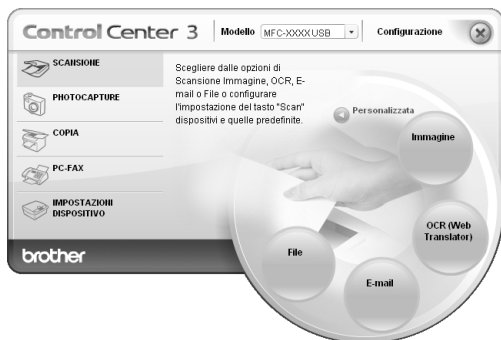 Control Center 3 Modello MFC-XXXX USB Configurazione
SCANSIONE
PHOTOCAPTURE
COPIA
PC-FAX
IMPOSTAZIONI
DISPOSITIVO
Scegliere dalle opzioni di
Scansione Immagine, OCR, E-
mail o File o configurare
l'impostazione del tasto "Scan"
dispositivi e quelle predefinite.
Personalizzata
Immagine
OCR (Web
Translator)
E-mail
File
brother